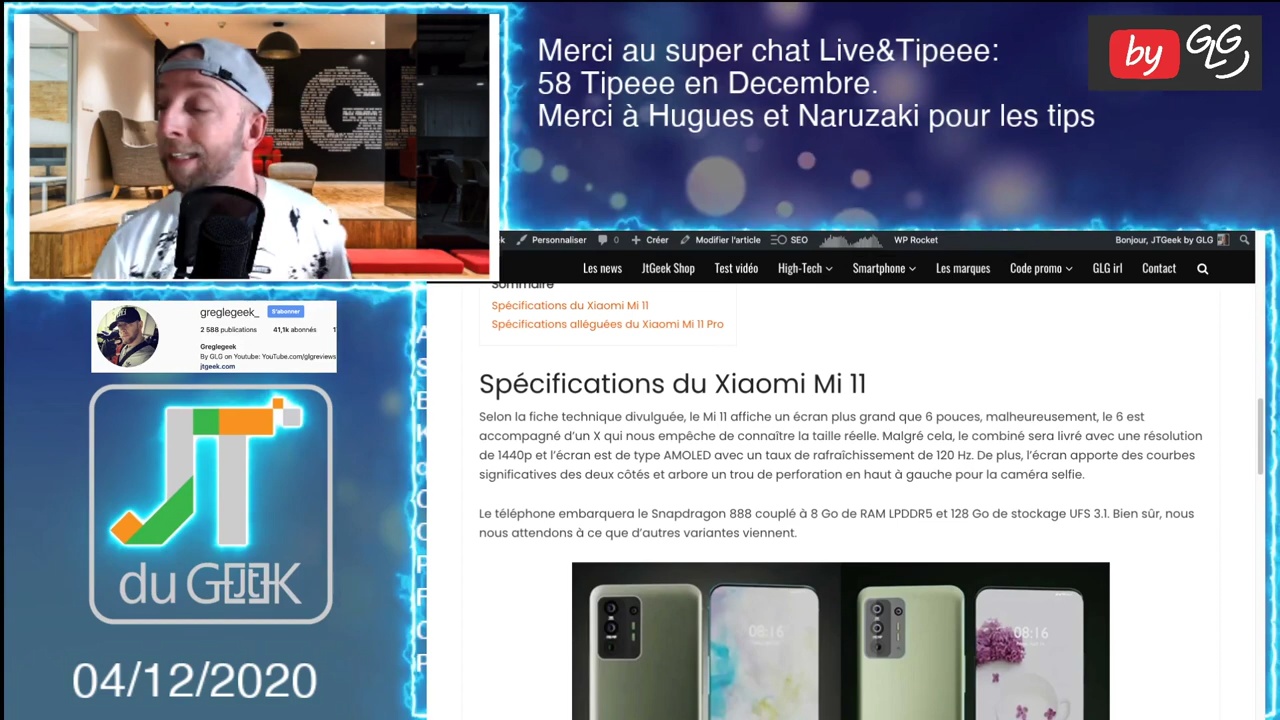 Merci au super chat Live&Tipeee:
58 Tipeee en Decembre.
Merci à Hugues et Naruzaki pour les tips
by GLG
Personnaliser 0 Créer Modifier l'article SEO WP Rocket Bonjour, JTGeek by GLG
Les news JtGeek Shop Test vidéo High-Tech Smartphone Les marques Code promo GLG irl Contact
Sommaire
Spécifications du Xiaomi Mi 11
Spécifications alléguées du Xiaomi Mi 11 Pro
greglegeek_ S'abonner
2 588 publications 41,1k abonnés 1
Greglegeek
By GLG on Youtube: YouTube.com/glgreviews
jtgeek.com
Spécifications du Xiaomi Mi 11
Selon la fiche technique divulguée, le Mi 11 affiche un écran plus grand que 6 pouces, malheureusement, le 6 est
accompagné d'un X qui nous empêche de connaître la taille réelle. Malgré cela, le combiné sera livré avec une résolution
de 1440p et l'écran est de type AMOLED avec un taux de rafraîchissement de 120 Hz. De plus, l'écran apporte des courbes
significatives des deux côtés et arbore un trou de perforation en haut à gauche pour la caméra selfie.
Le téléphone embarquera le Snapdragon 888 couplé à 8 Go de RAM LPDDR5 et 128 Go de stockage UFS 3.1. Bien sûr, nous
nous attendons à ce que d'autres variantes viennent.
08:16
08:16
JT
du GEEK
04/12/2020